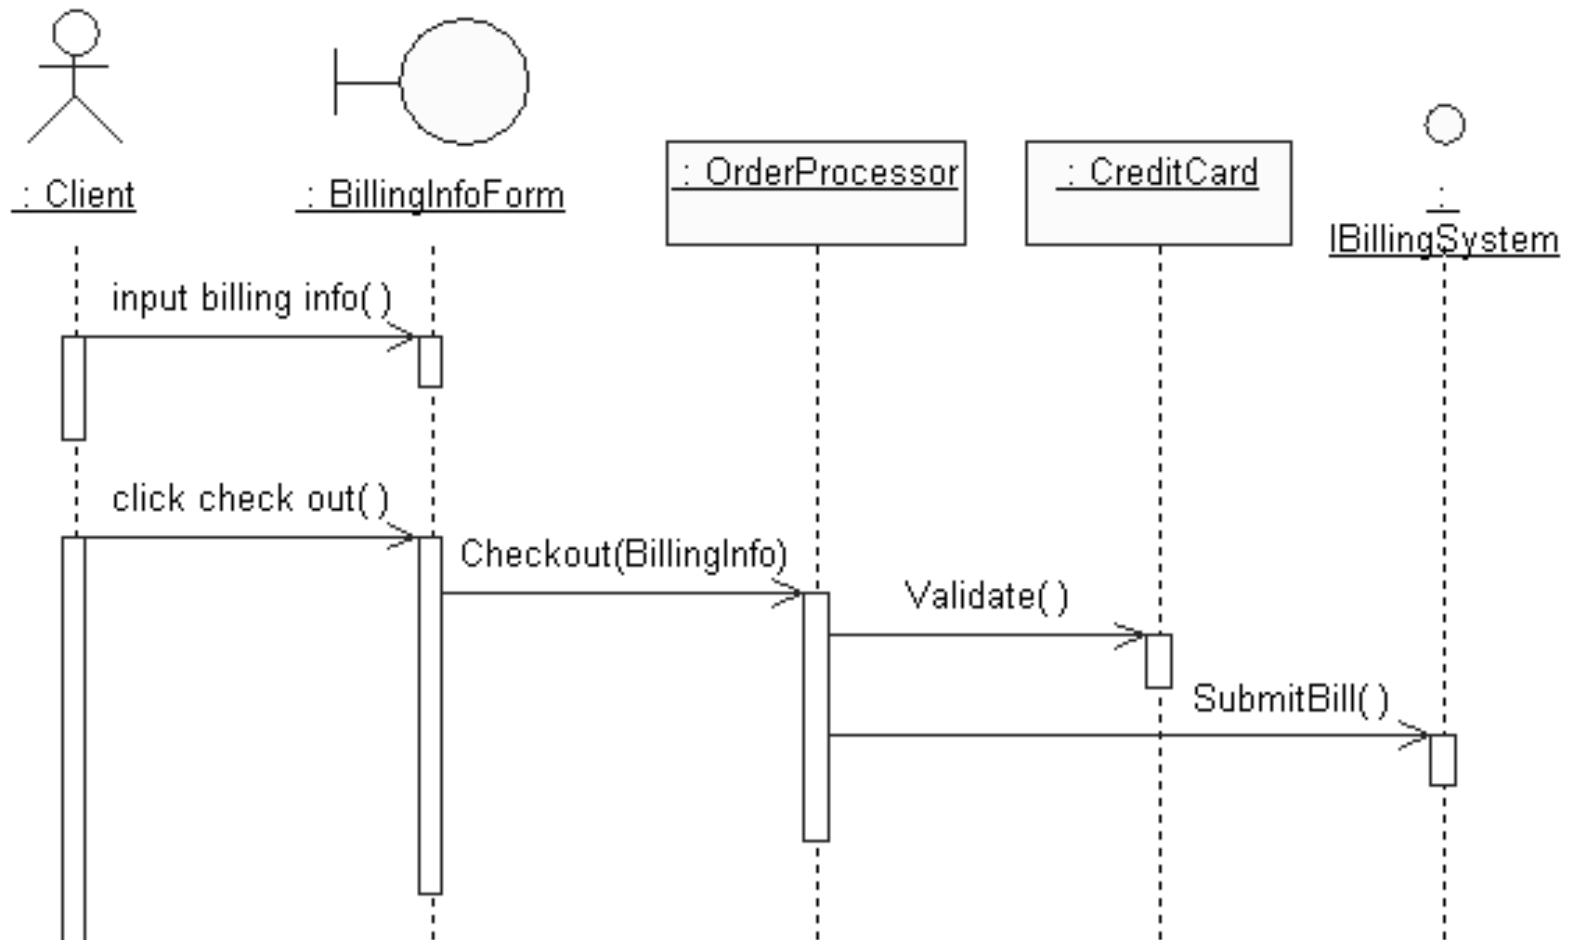 : Client
: BillingInfoForm
: OrderProcessor
: CreditCard
:
IBillingSystem
input billing info( )
click check out( )
Checkout(BillingInfo)
Validate( )
SubmitBill( )